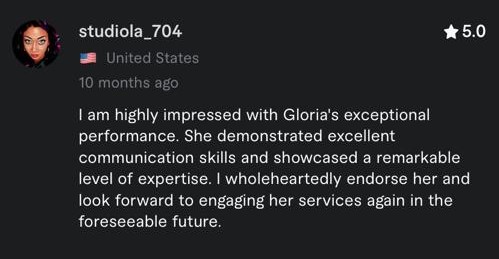 studiola_704
★ 5.0
United States
10 months ago
I am highly impressed with Gloria's exceptional
performance. She demonstrated excellent
communication skills and showcased a remarkable
level of expertise. I wholeheartedly endorse her and
look forward to engaging her services again in the
foreseeable future.